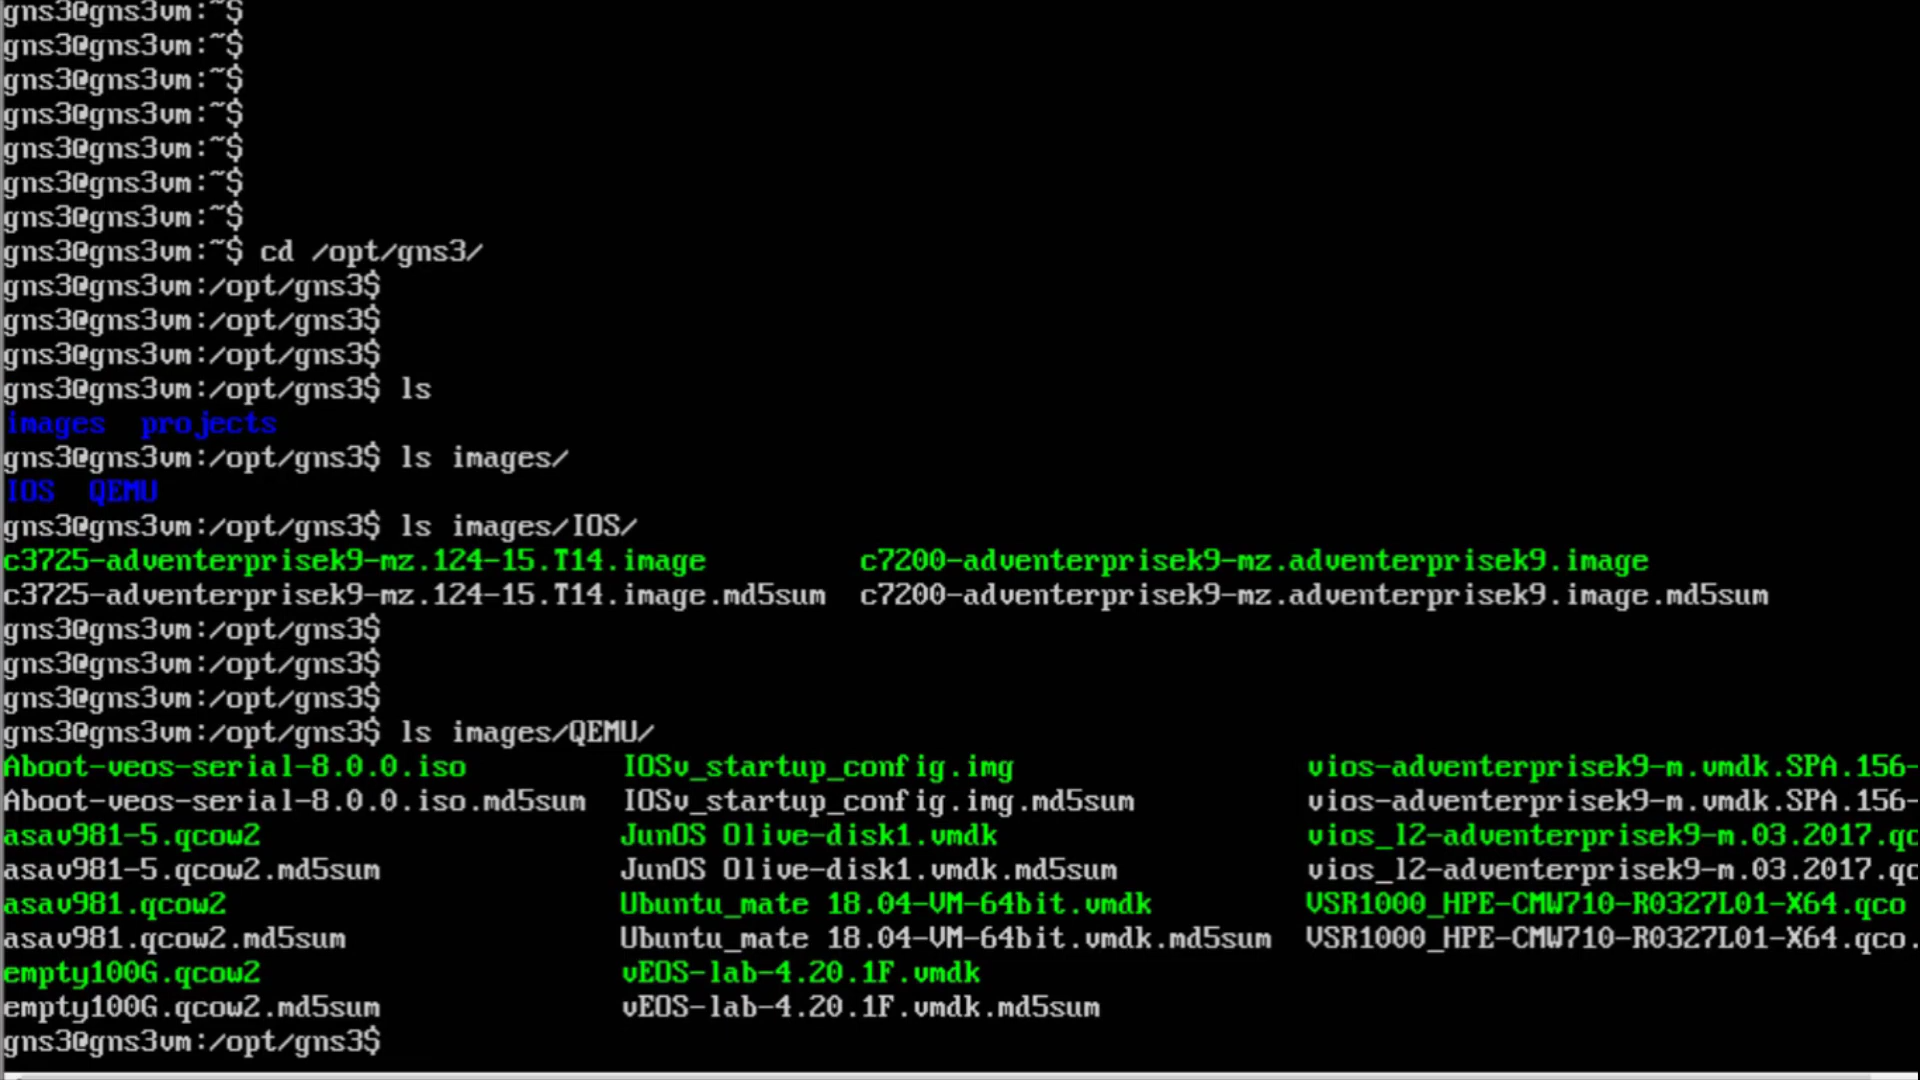 gns3@gns3vm:~$
gns3@gns3vm:~$
gns3@gns3vm:~$
gns3@gns3vm:~$
gns3@gns3vm:~$
gns3@gns3vm:~$
gns3@gns3vm:~$
gns3@gns3vm:~$ cd /opt/gns3/
gns3@gns3vm:/opt/gns3$
gns3@gns3vm:/opt/gns3$
gns3@gns3vm:/opt/gns3$
gns3@gns3vm:/opt/gns3$ ls
images  projects
gns3@gns3vm:/opt/gns3$ ls images/
IOS  QEMU
gns3@gns3vm:/opt/gns3$ ls images/IOS/
c3725-adventerprisek9-mz.124-15.T14.image         c7200-adventerprisek9-mz.adventerprisek9.image
c3725-adventerprisek9-mz.124-15.T14.image.md5sum  c7200-adventerprisek9-mz.adventerprisek9.image.md5sum
gns3@gns3vm:/opt/gns3$
gns3@gns3vm:/opt/gns3$
gns3@gns3vm:/opt/gns3$
gns3@gns3vm:/opt/gns3$ ls images/QEMU/
Aboot-veos-serial-8.0.0.iso         IOSv_startup_config.img                 vios-adventerprisek9-m.vmdk.SPA.156-
Aboot-veos-serial-8.0.0.iso.md5sum  IOSv_startup_config.img.md5sum          vios-adventerprisek9-m.vmdk.SPA.156-
asav981-5.qcow2                     JunOS Olive-disk1.vmdk                  vios_l2-adventerprisek9-m.03.2017.qc
asav981-5.qcow2.md5sum              JunOS Olive-disk1.vmdk.md5sum           vios_l2-adventerprisek9-m.03.2017.qc
asav981.qcow2                       Ubuntu_mate 18.04-VM-64bit.vmdk         VSR1000_HPE-CMW710-R0327L01-X64.qco
asav981.qcow2.md5sum                Ubuntu_mate 18.04-VM-64bit.vmdk.md5sum  VSR1000_HPE-CMW710-R0327L01-X64.qco.
empty100G.qcow2                     vEOS-lab-4.20.1F.vmdk
empty100G.qcow2.md5sum              vEOS-lab-4.20.1F.vmdk.md5sum
gns3@gns3vm:/opt/gns3$